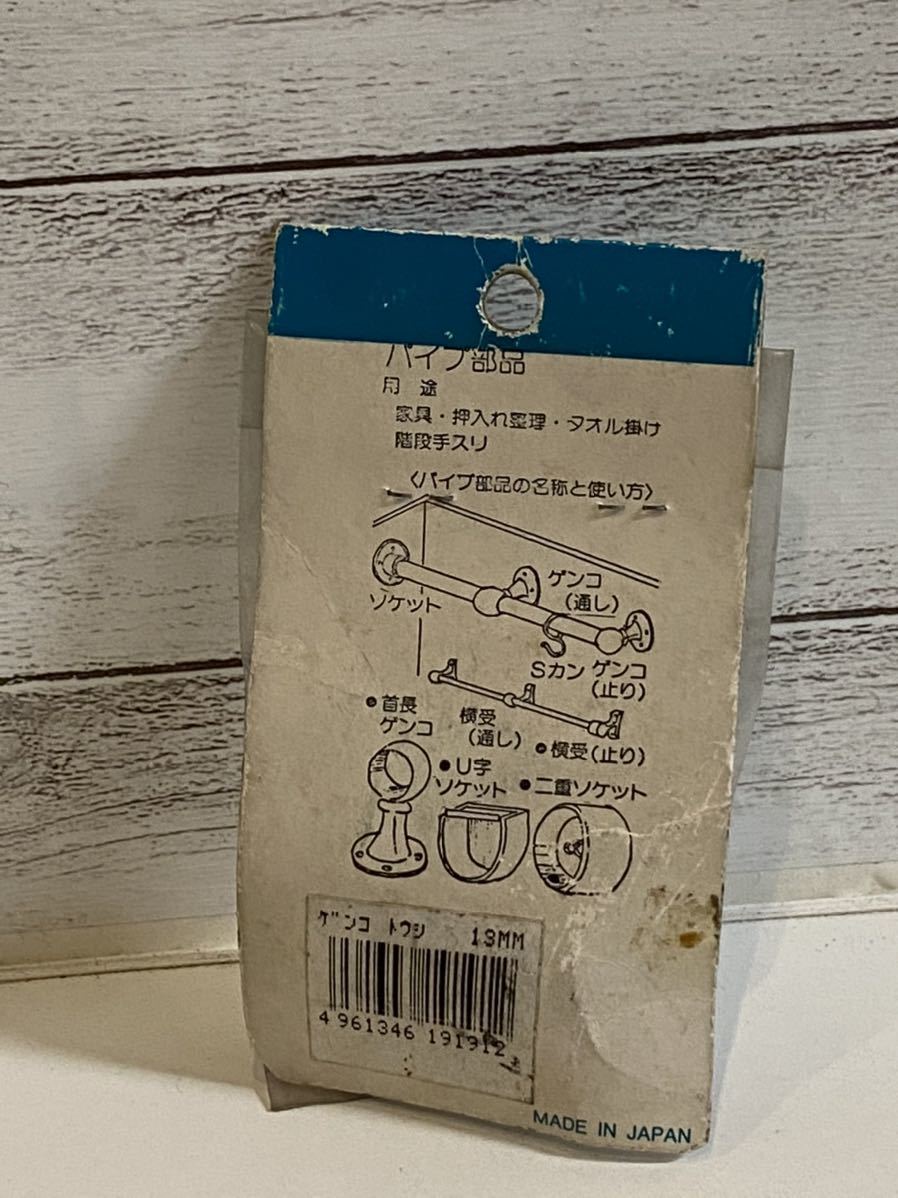 パイプ部品
用途
家具・押入れ整理・タオル掛け
階段手スリ
〈パイプ部品の名称と使い方〉
ソケット
ゲンコ
(通し)
Sカン
ゲンコ
(止り)
●首長
ゲンコ
横受
(通し)
●横受(止り)
●U字
ソケット
●二重ソケット
ゲンコ トウシ 13MM
4 961346 191912
MADE IN JAPAN